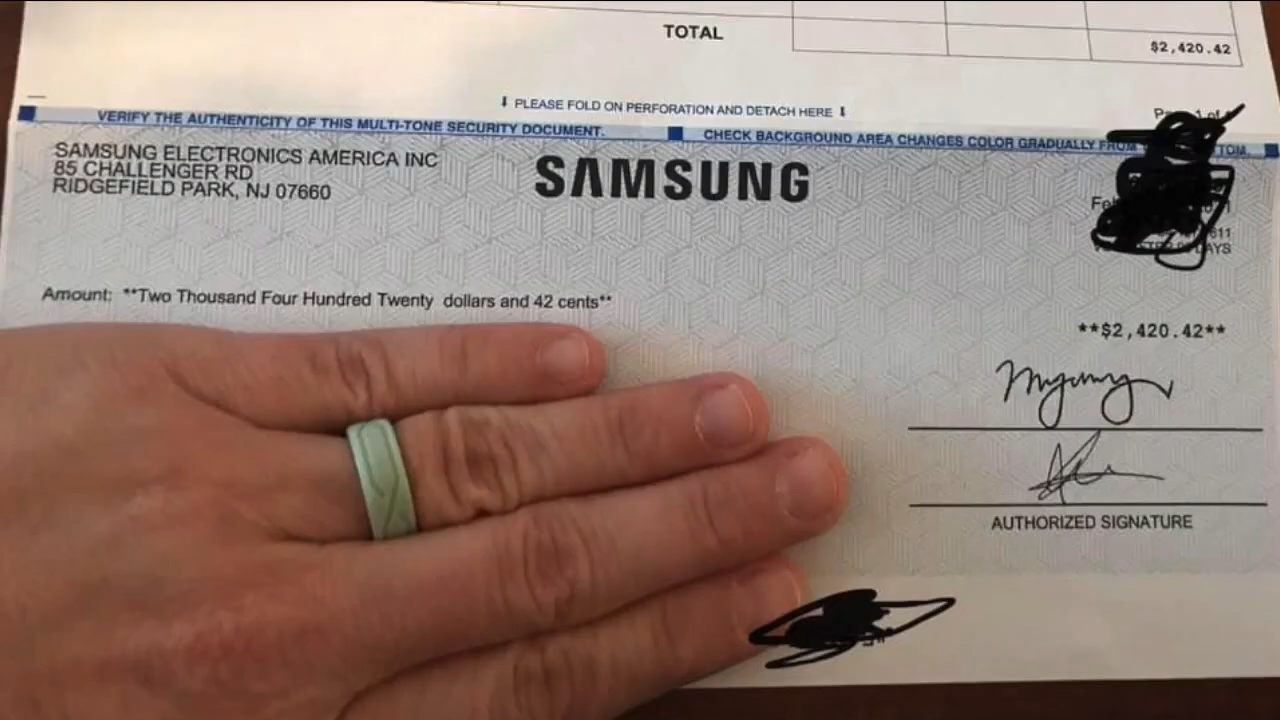 TOTAL
$2,420.42
⬇ PLEASE FOLD ON PERFORATION AND DETACH HERE ⬇
VERIFY THE AUTHENTICITY OF THIS MULTI-TONE SECURITY DOCUMENT.
CHECK BACKGROUND AREA CHANGES COLOR GRADUALLY FROM
SAMSUNG ELECTRONICS AMERICA INC
85 CHALLENGER RD
RIDGEFIELD PARK, NJ 07660
SAMSUNG
Amount: **Two Thousand Four Hundred Twenty dollars and 42 cents**
**$2,420.42**
AUTHORIZED SIGNATURE